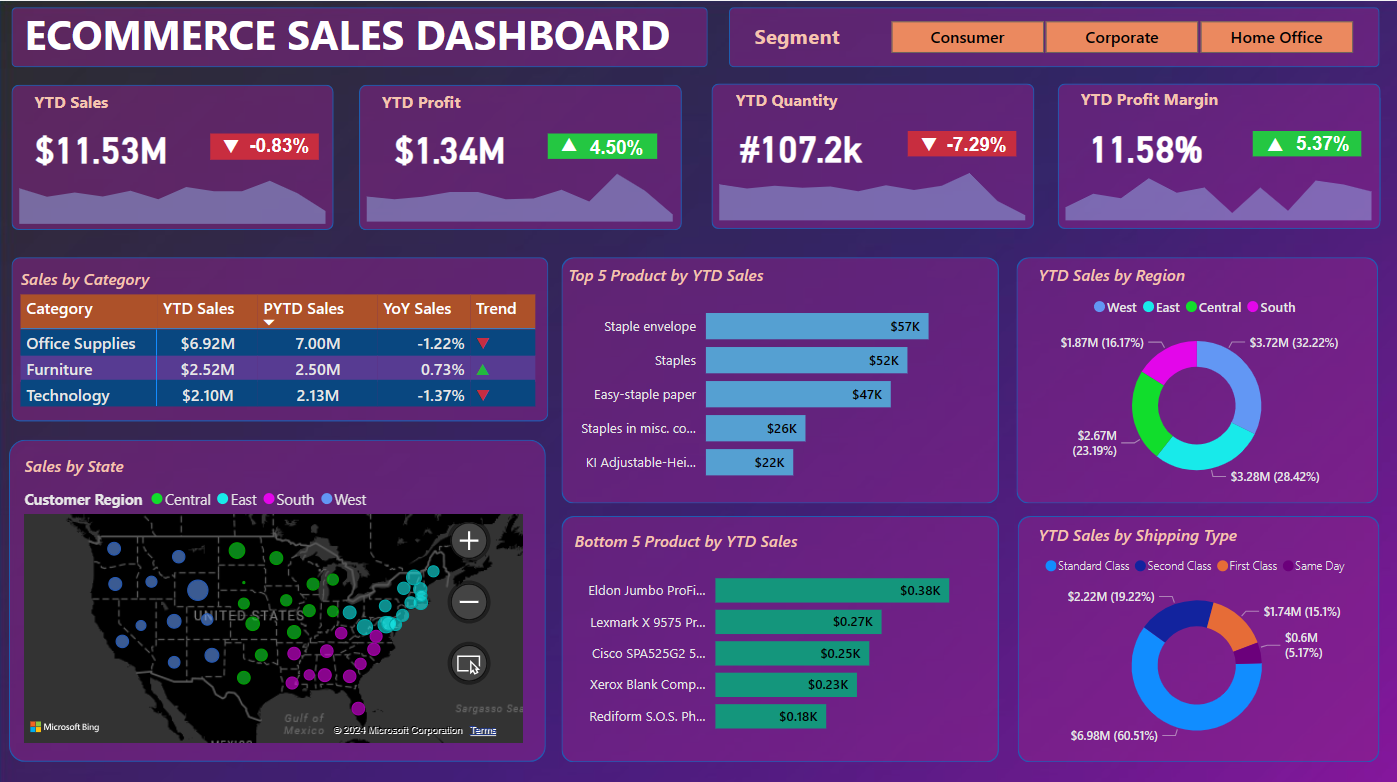 ECOMMERCE SALES DASHBOARD
Segment
Consumer
Corporate
Home Office
YTD Sales
$11.53M
▼ -0.83%
YTD Profit
$1.34M
▲ 4.50%
YTD Quantity
#107.2k
▼ -7.29%
YTD Profit Margin
11.58%
▲ 5.37%
Sales by Category
Category YTD Sales PYTD Sales YoY Sales Trend
Office Supplies $6.92M 7.00M -1.22% ▼
Furniture $2.52M 2.50M 0.73% ▲
Technology $2.10M 2.13M -1.37% ▼
Top 5 Product by YTD Sales
Staple envelope $57K
Staples $52K
Easy-staple paper $47K
Staples in misc. co... $26K
KI Adjustable-Hei... $22K
YTD Sales by Region
West East Central South
$1.87M (16.17%)
$3.72M (32.22%)
$2.67M
(23.19%)
$3.28M (28.42%)
Sales by State
Customer Region Central East South West
UNITED STATES
Gulf of
Mexico
Sargasso Sea
MEXICO
Microsoft Bing
© 2024 Microsoft Corporation Terms
Bottom 5 Product by YTD Sales
Eldon Jumbo ProFi... $0.38K
Lexmark X 9575 Pr... $0.27K
Cisco SPA525G2 5... $0.25K
Xerox Blank Comp... $0.23K
Rediform S.O.S. Ph... $0.18K
YTD Sales by Shipping Type
Standard Class Second Class First Class Same Day
$2.22M (19.22%)
$1.74M (15.1%)
$0.6M
(5.17%)
$6.98M (60.51%)